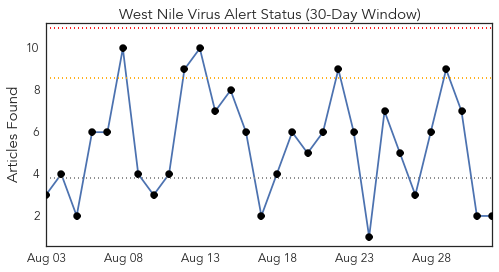 West Nile Virus Alert Status (30-Day Window)
Articles Found
10
8
6
4
2
Aug 03 Aug 08 Aug 13 Aug 18 Aug 23 Aug 28